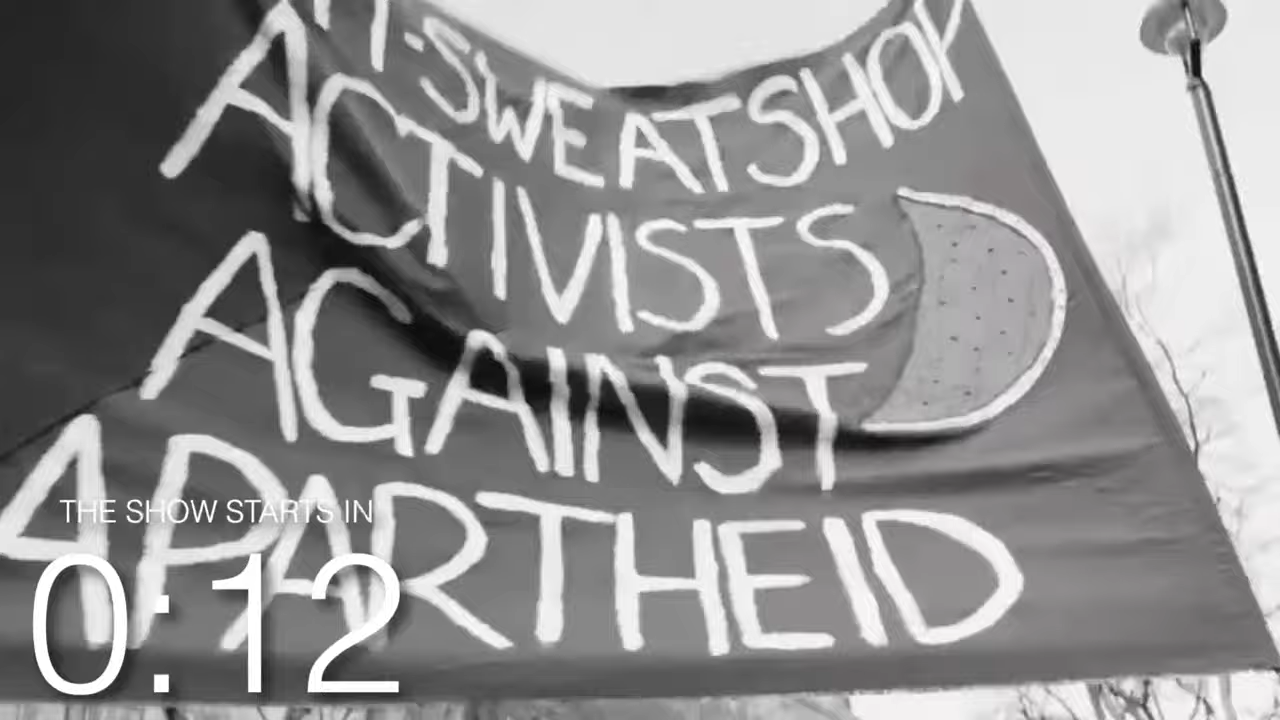 -SWEATSHOP
ACTIVISTS
AGAINST
APARTHEID
THE SHOW STARTS IN
0:12